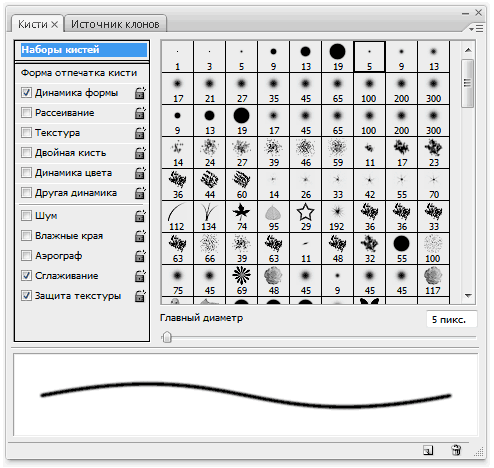 Кисти × Источник клонов
Наборы кистей
Форма отпечатка кисти
Динамика формы
Рассеивание
Текстура
Двойная кисть
Динамика цвета
Другая динамика
Шум
Влажные края
Аэрограф
Сглаживание
Защита текстуры
1 3 5 9 13 19 5 9 13
17 21 27 35 45 65 100 200 300
9 13 19 17 45 65 100 200 300
14 24 27 39 46 59 11 17 23
36 44 60 14 26 33 42 55 70
112 134 74 95 29 192 36 36 33
63 66 39 63 11 48 32 55 100
75 45 69 48 45 9 45 45 117
Главный диаметр
5 пикс.